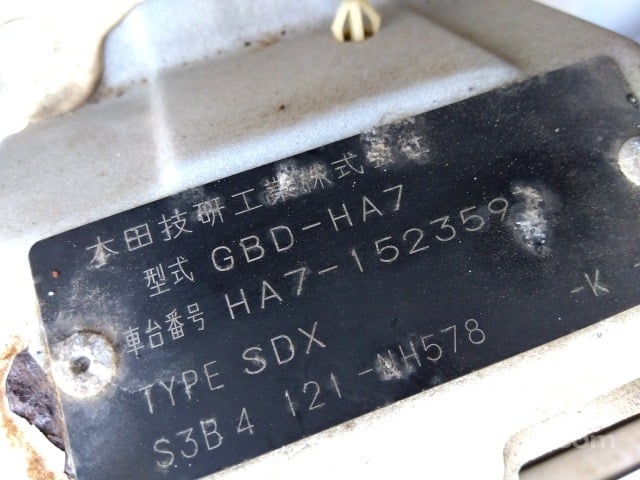 本田技研工業株式会社
型式 GBD-HA7
車台番号 HA7-152359
TYPE SDX
S3B4 121-NH578 -K -